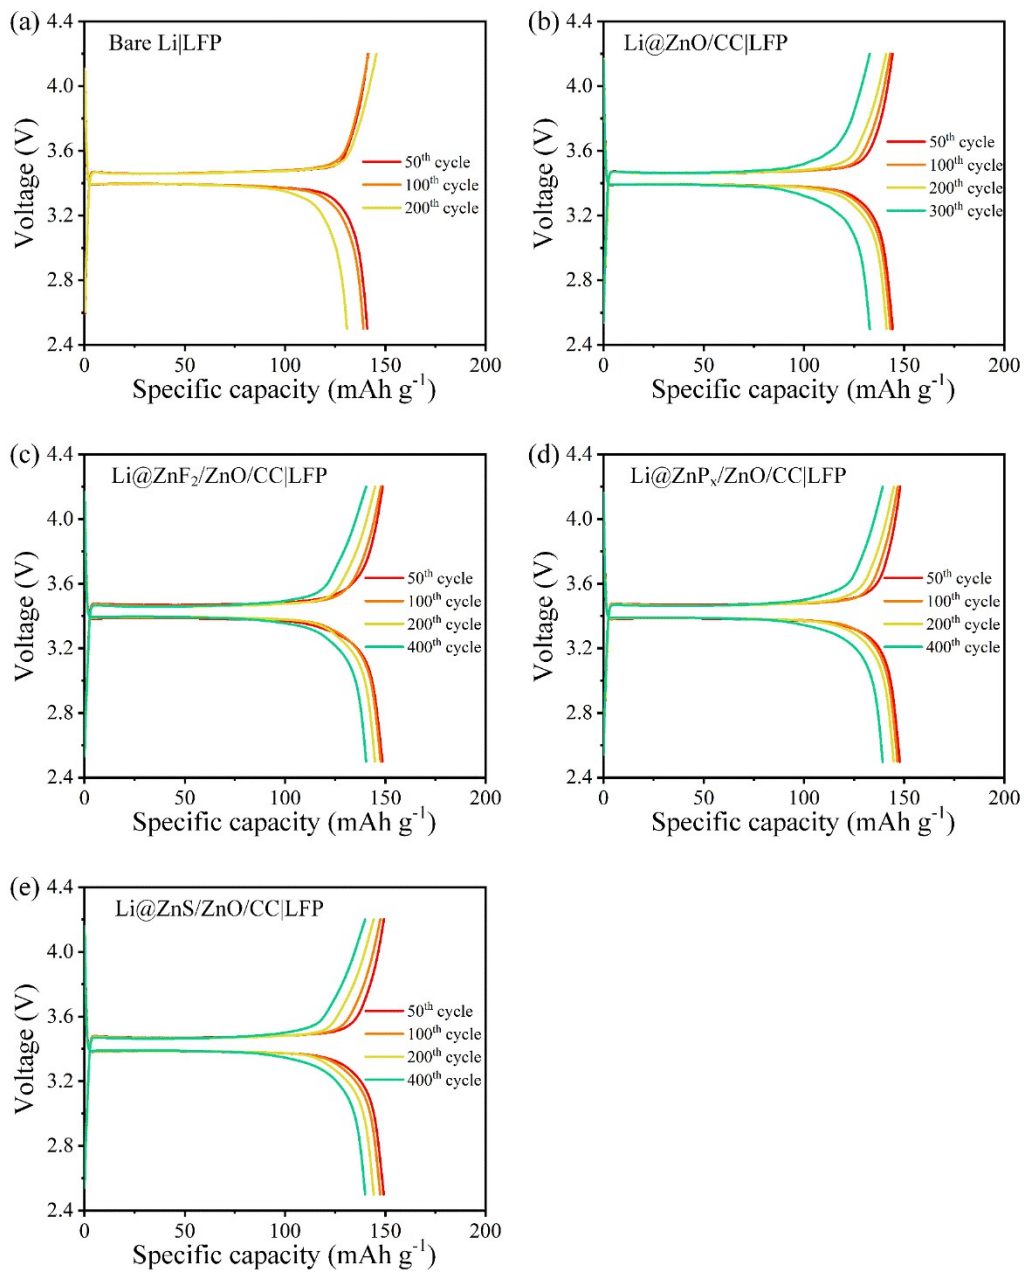 (a)
Bare Li|LFP
4.4
4.0
3.6
3.2
2.8
2.4
Voltage (V)
50th cycle
100th cycle
200th cycle
0 50 100 150 200
Specific capacity (mAh g-1)
(b)
Li@ZnO/CC|LFP
4.4
4.0
3.6
3.2
2.8
2.4
Voltage (V)
50th cycle
100th cycle
200th cycle
300th cycle
0 50 100 150 200
Specific capacity (mAh g-1)
(c)
Li@ZnF2/ZnO/CC|LFP
4.4
4.0
3.6
3.2
2.8
2.4
Voltage (V)
50th cycle
100th cycle
200th cycle
400th cycle
0 50 100 150 200
Specific capacity (mAh g-1)
(d)
Li@ZnPx/ZnO/CC|LFP
4.4
4.0
3.6
3.2
2.8
2.4
Voltage (V)
50th cycle
100th cycle
200th cycle
400th cycle
0 50 100 150 200
Specific capacity (mAh g-1)
(e)
Li@ZnS/ZnO/CC|LFP
4.4
4.0
3.6
3.2
2.8
2.4
Voltage (V)
50th cycle
100th cycle
200th cycle
400th cycle
0 50 100 150 200
Specific capacity (mAh g-1)